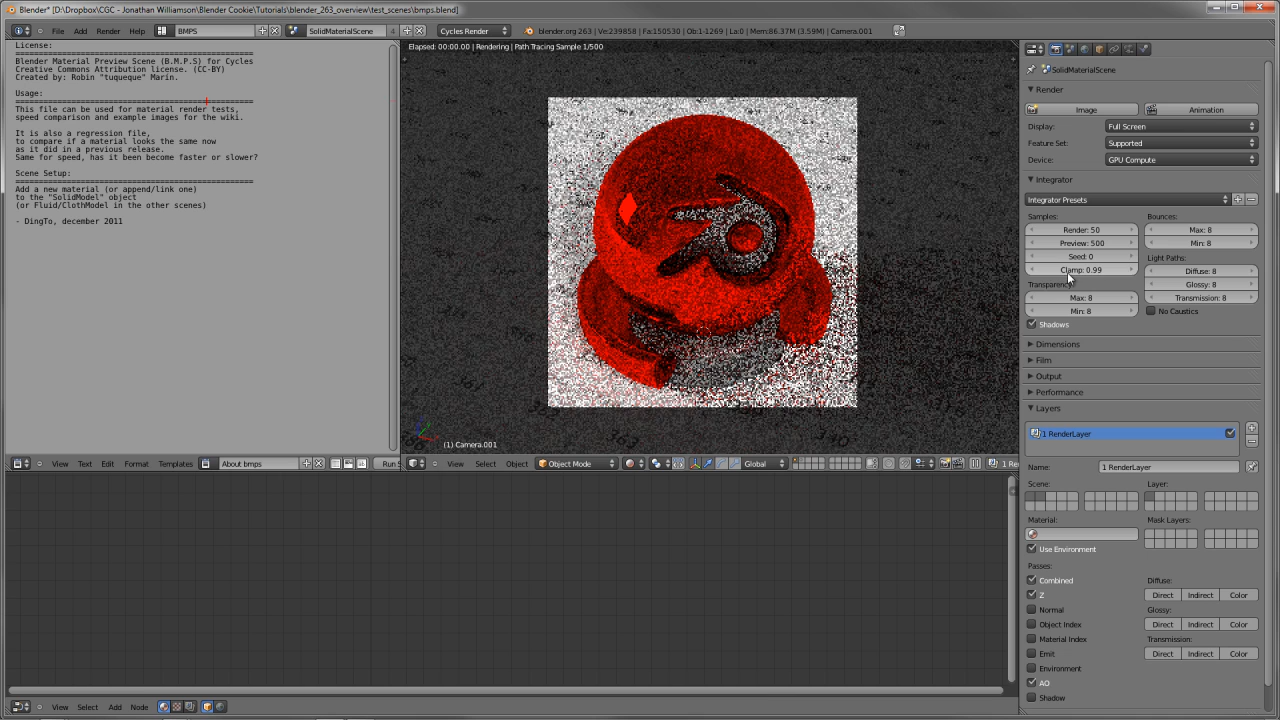 Blender* [D:\Dropbox\CGC - Jonathan Williamson\Blender Cookie\Tutorials\blender_263_overview\test_scenes\bmps.blend]
File Add Render Help BMPS SolidMaterialScene 4 Cycles Render blender.org 263 | Ve:239858 | Fa:150530 | Ob:1-1269 | La:0 | Mem:86.37M (3.59M) | Camera.001
License:
Blender Material Preview Scene (B.M.P.S) for Cycles
Creative Commons Attribution license. (CC-BY)
Created by: Robin "tuqueque" Marin.
Usage:
This file can be used for material render tests,
speed comparison and example images for the wiki.
It is also a regression file,
to compare if a material looks the same now
as it did in a previous release.
Same for speed, has it been become faster or slower?
Scene Setup:
Add a new material (or append/link one)
to the "SolidModel" object
(or Fluid/ClothModel in the other scenes)
- DingTo, december 2011
View Text Edit Format Templates About bmps Run S
Elapsed: 00:00.00 | Rendering | Path Tracing Sample 1/500
361
363
(1) Camera.001
View Select Object Object Mode Global 1 Re
View Select Add Node
SolidMaterialScene
Render
Image Animation
Display: Full Screen
Feature Set: Supported
Device: GPU Compute
Integrator
Integrator Presets
Samples: Bounces:
Render: 50 Max: 8
Preview: 500 Min: 8
Seed: 0 Light Paths:
Clamp: 0.99 Diffuse: 8
Transparency: Glossy: 8
Max: 8 Transmission: 8
Min: 8 No Caustics
Shadows
Dimensions
Film
Output
Performance
Layers
1 RenderLayer
Name: 1 RenderLayer
Scene: Layer:
Material: Mask Layers:
Use Environment
Passes:
Combined Diffuse:
Z Direct Indirect Color
Normal Glossy:
Object Index Direct Indirect Color
Material Index Transmission:
Emit Direct Indirect Color
Environment
AO
Shadow